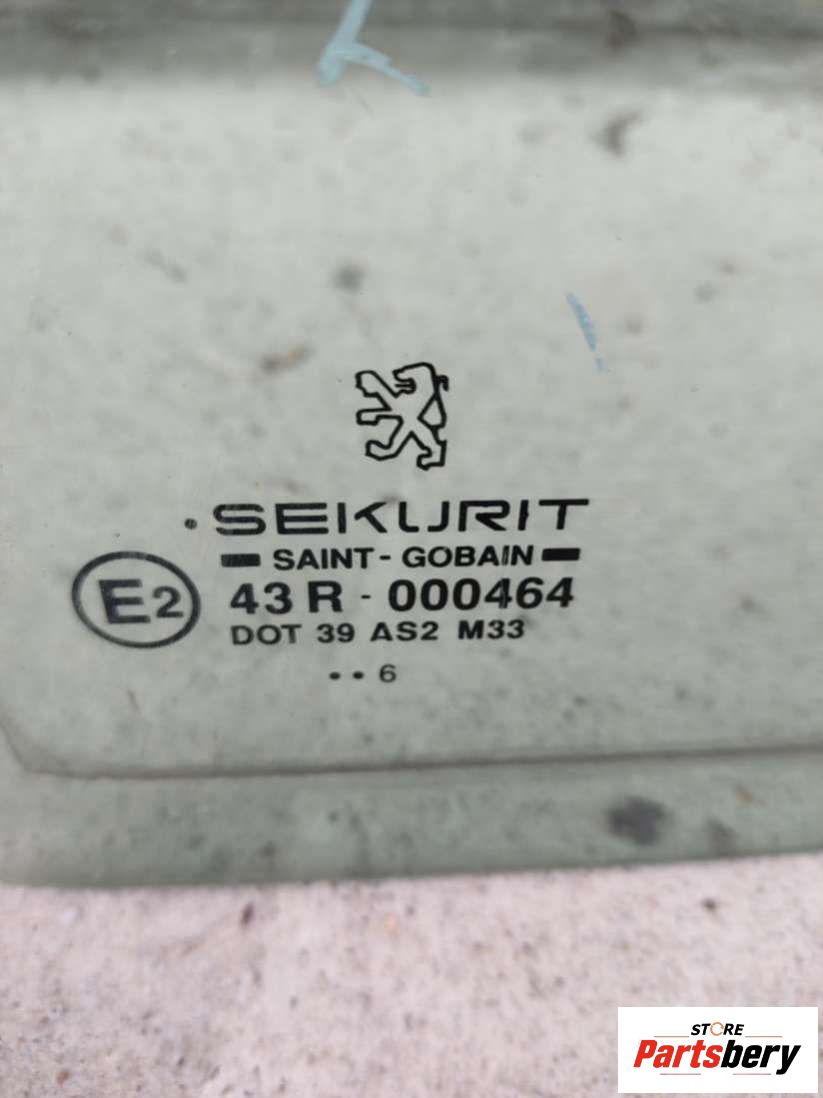 SEKURIT
SAINT-GOBAIN
E2
43 R - 000464
DOT 39 AS2 M33
•• 6
STORE
Partsbery